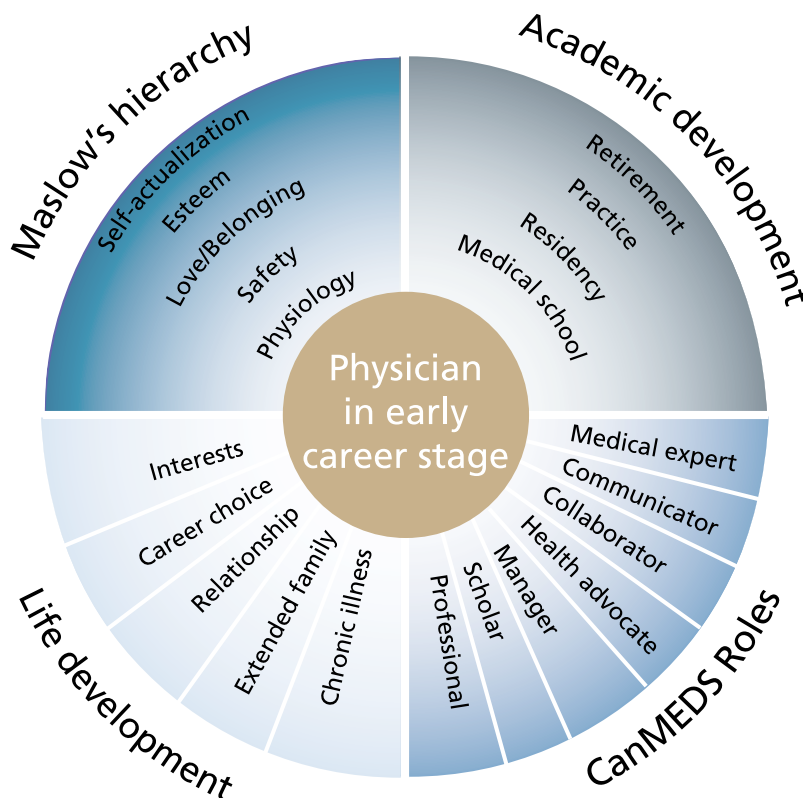 Maslow's hierarchy
Self-actualization
Esteem
Love/Belonging
Safety
Physiology
Academic development
Retirement
Practice
Residency
Medical school
Physician
in early
career stage
Life development
Interests
Career choice
Relationship
Extended family
Chronic illness
CanMEDS Roles
Medical expert
Communicator
Collaborator
Health advocate
Manager
Scholar
Professional